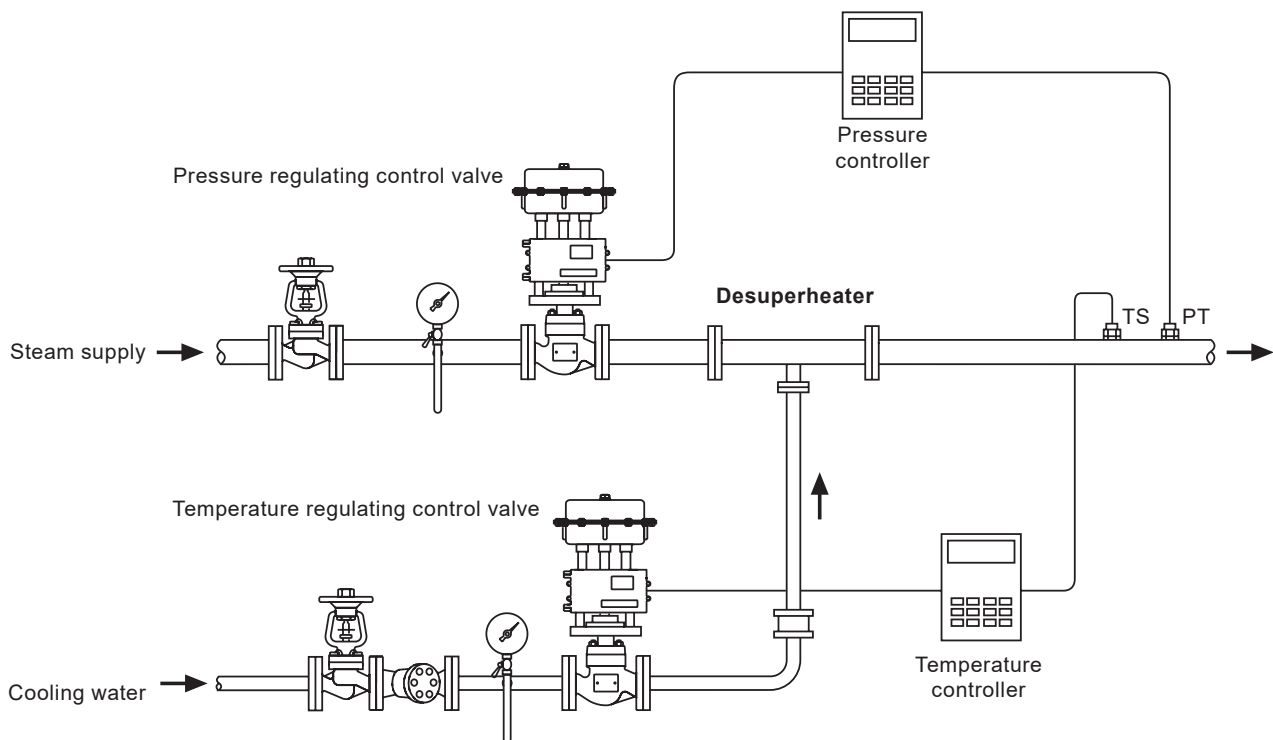 Pressure
controller
Pressure regulating control valve
Desuperheater
TS
PT
Steam supply
Temperature regulating control valve
Temperature
controller
Cooling water